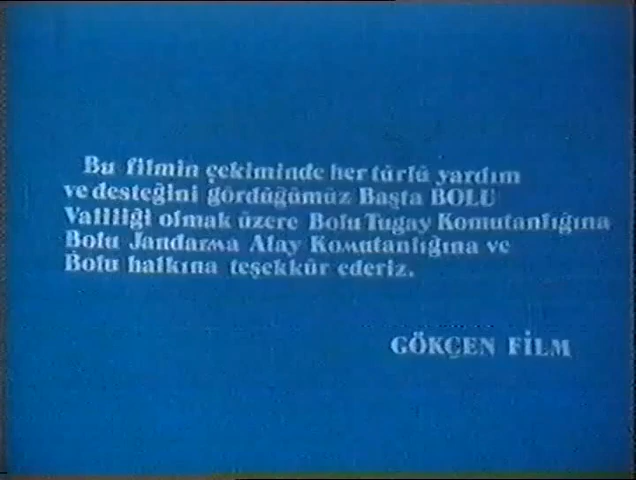 Bu filmin çekiminde her türlü yardım
ve desteğini gördüğümüz Başta BOLU
Valiliği olmak üzere Bolu Tugay Komutanlığına
Bolu Jandarma Alay Komutanlığına ve
Bolu halkına teşekkür ederiz.
GÖKÇEN FİLM